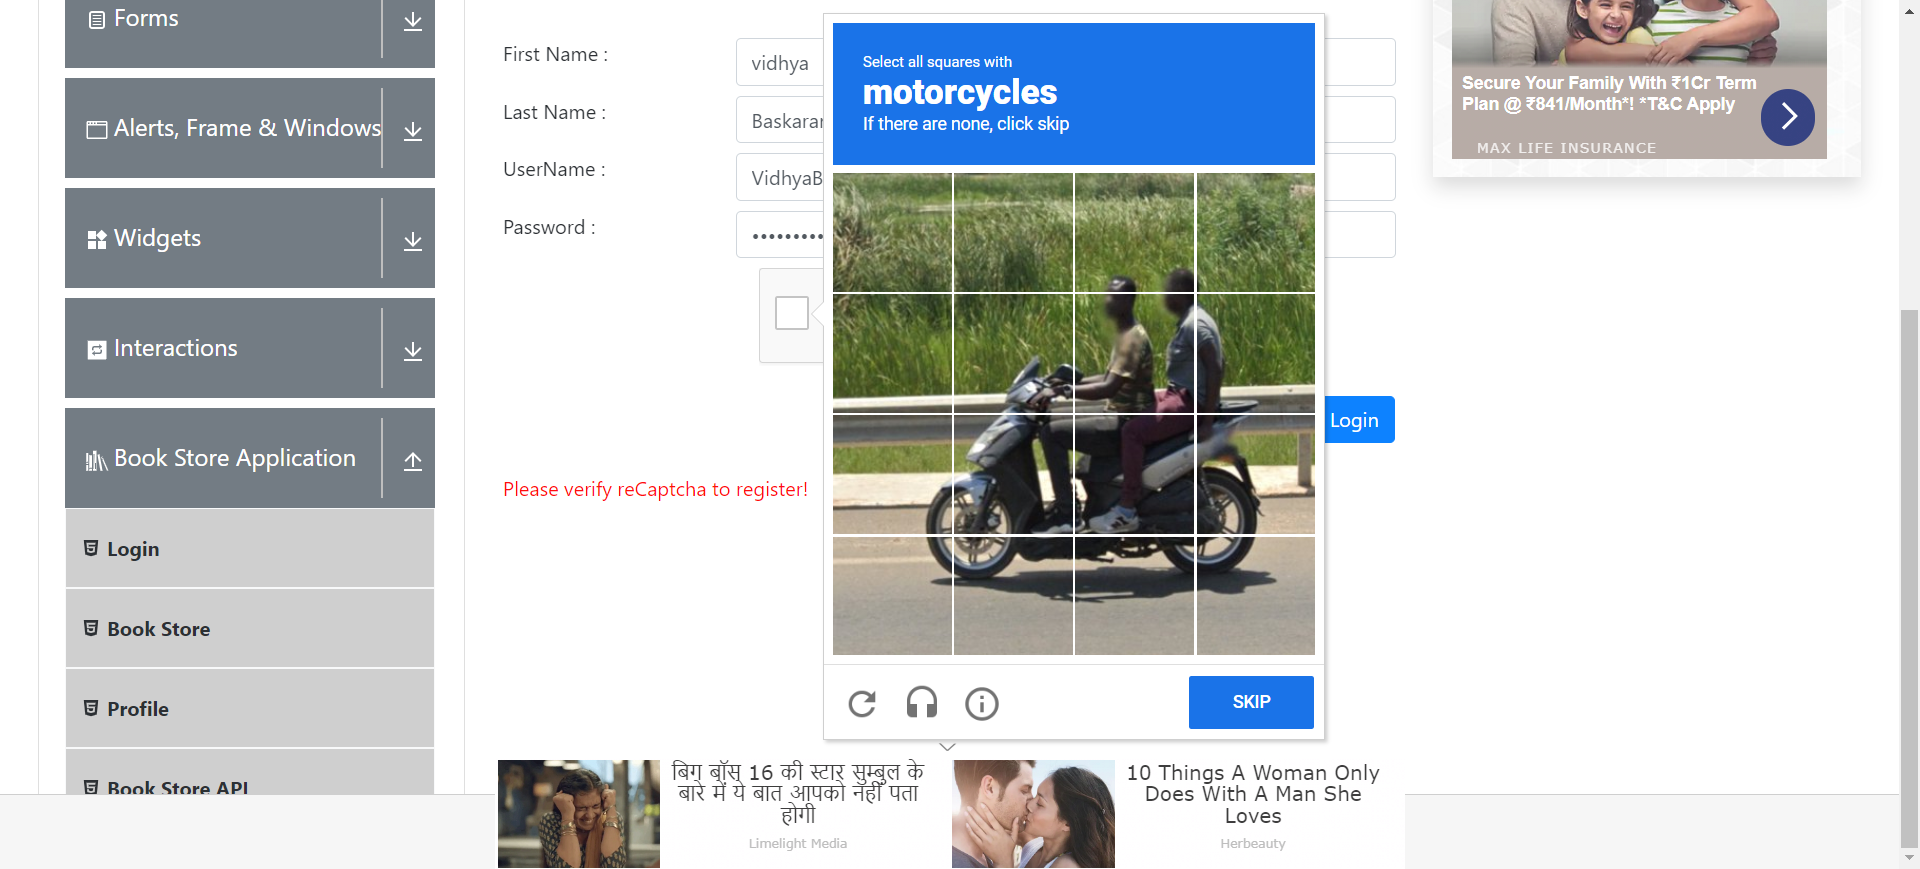 Forms
Alerts, Frame & Windows
Widgets
Interactions
Book Store Application
Login
Book Store
Profile
Book Store API
First Name :
vidhya
Last Name :
Baskaran
UserName :
VidhyaB
Password :
••••••••••
Please verify reCaptcha to register!
Login
Select all squares with
motorcycles
If there are none, click skip
SKIP
Secure Your Family With ₹1Cr Term
Plan @ ₹841/Month*! *T&C Apply
MAX LIFE INSURANCE
बिग बॉस 16 की स्टार सुम्बुल के
बारे में ये बात आपको नहीं पता
होगी
Limelight Media
10 Things A Woman Only
Does With A Man She
Loves
Herbeauty